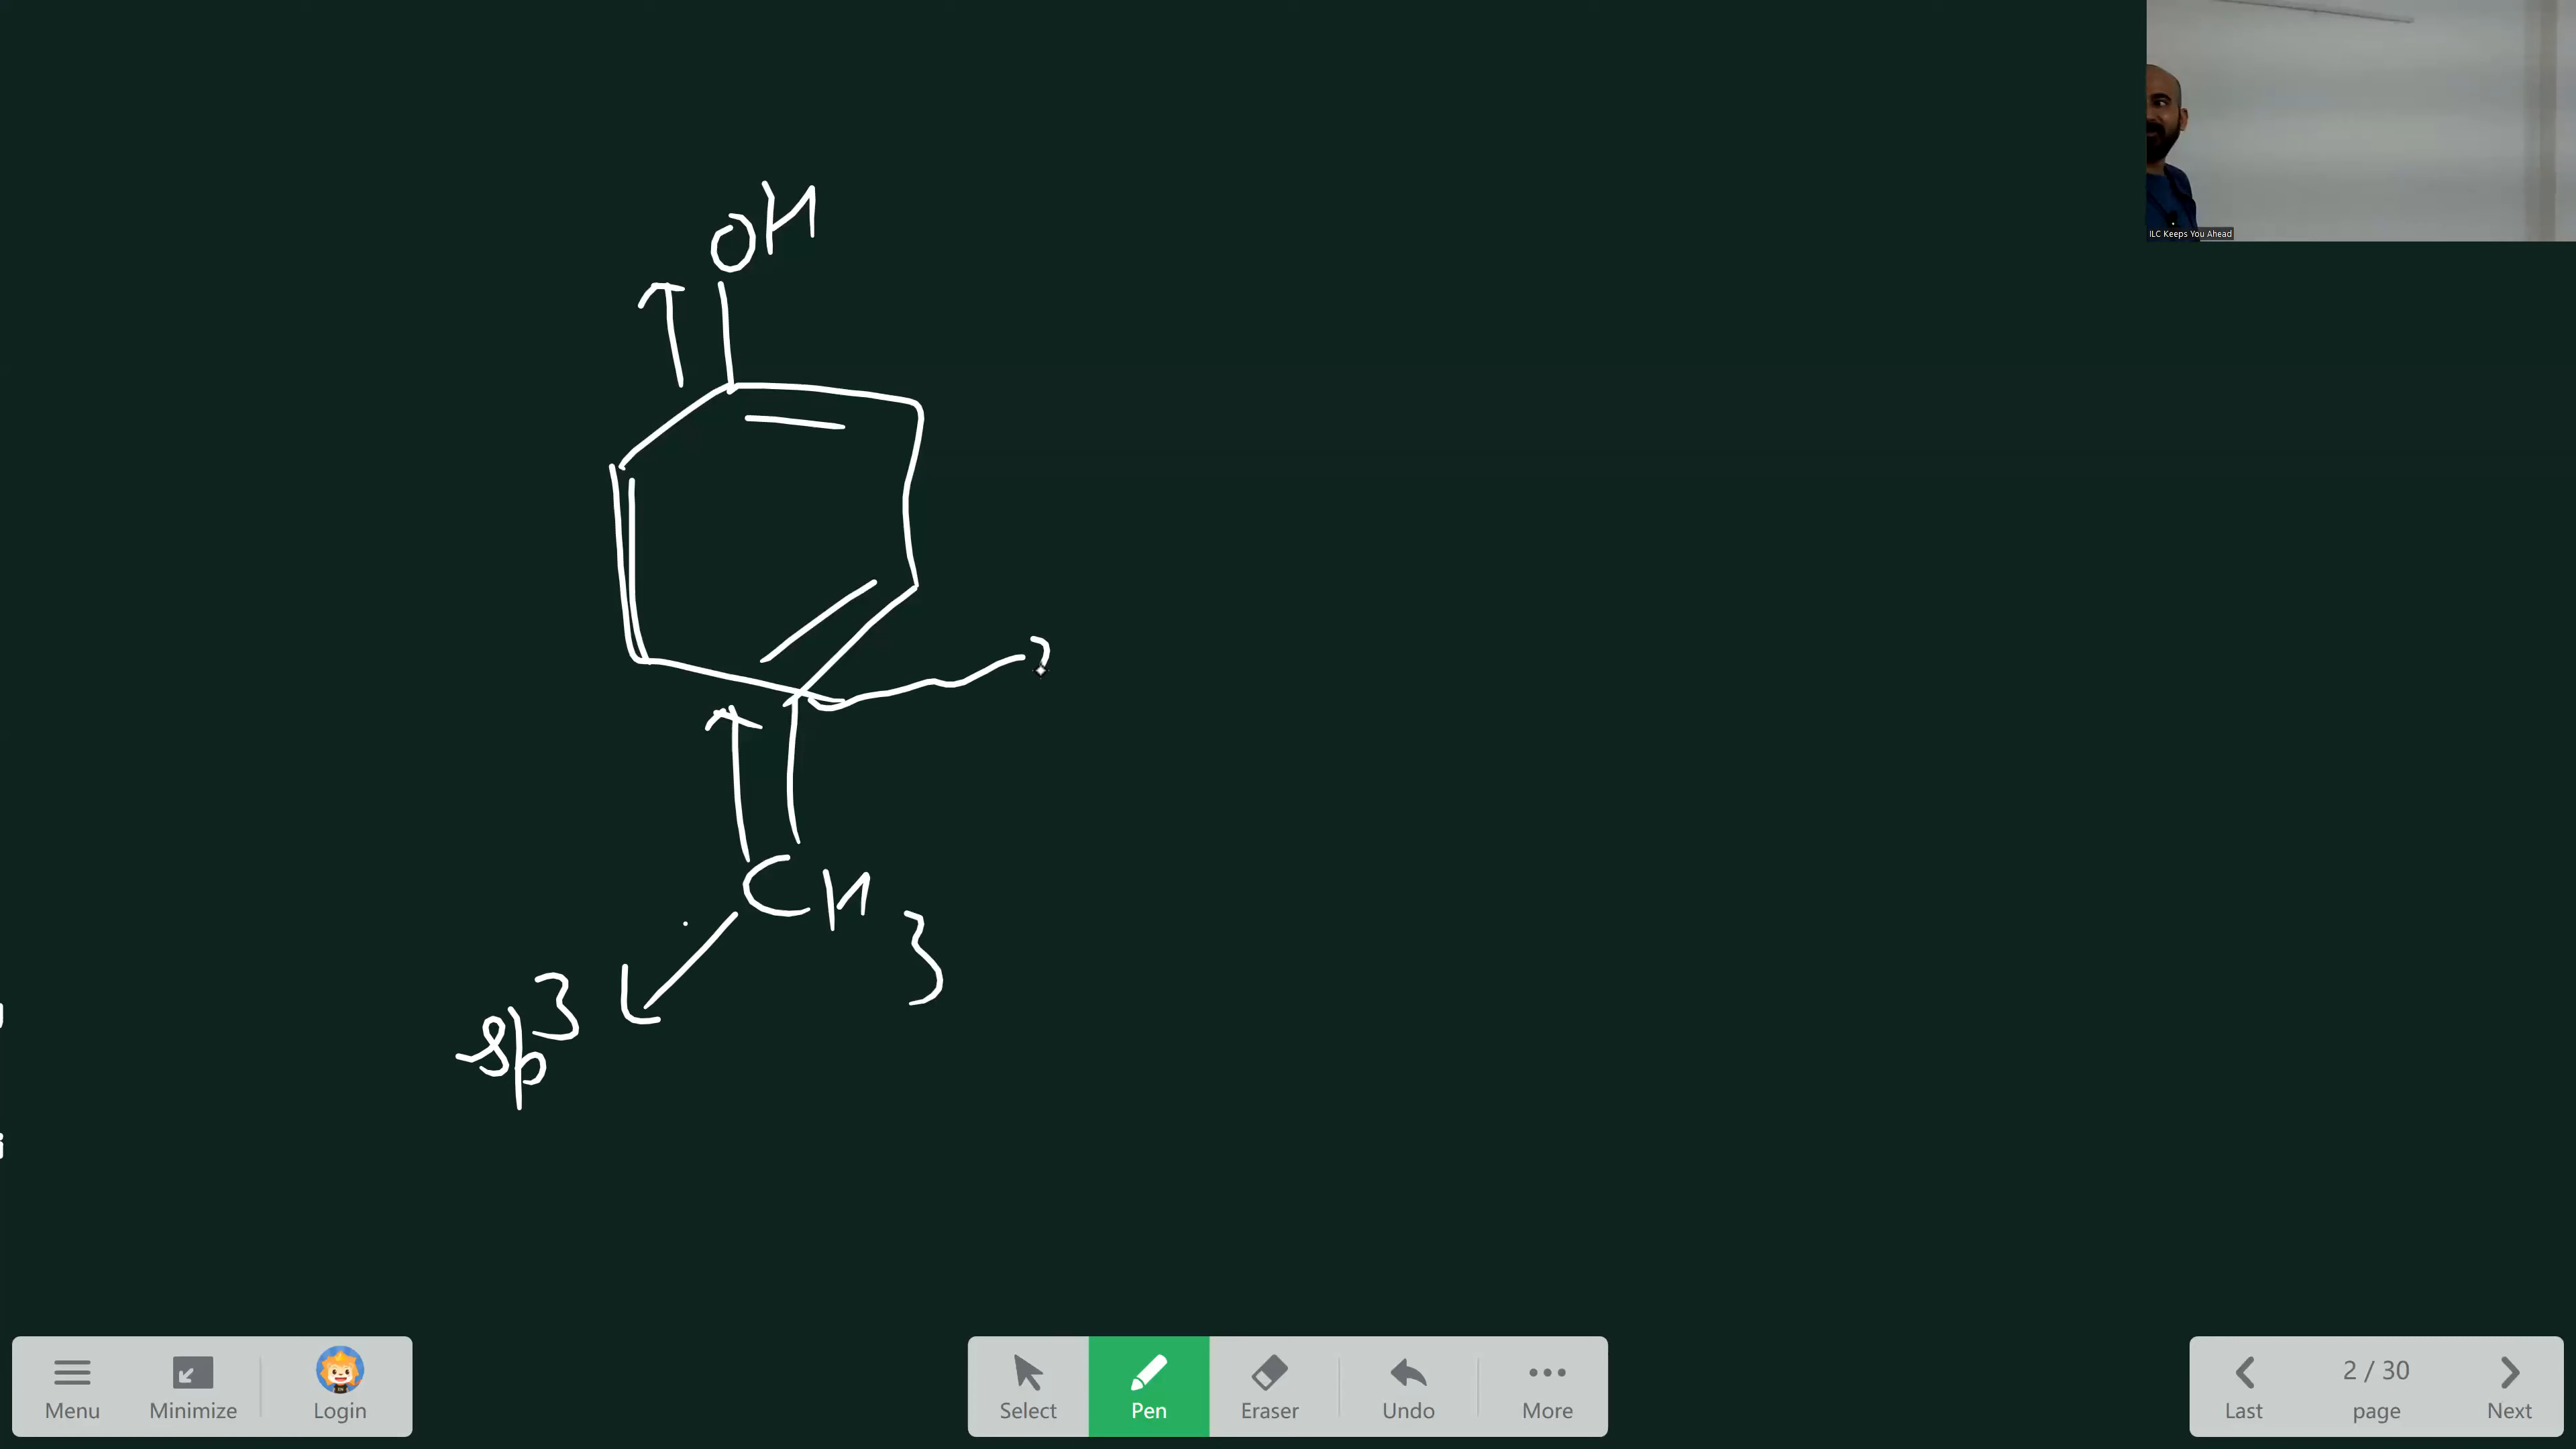 ILC Keeps You Ahead
OH
CH3
sp3
Menu
Minimize
Login
Select
Pen
Eraser
Undo
More
Last
2 / 30
page
Next